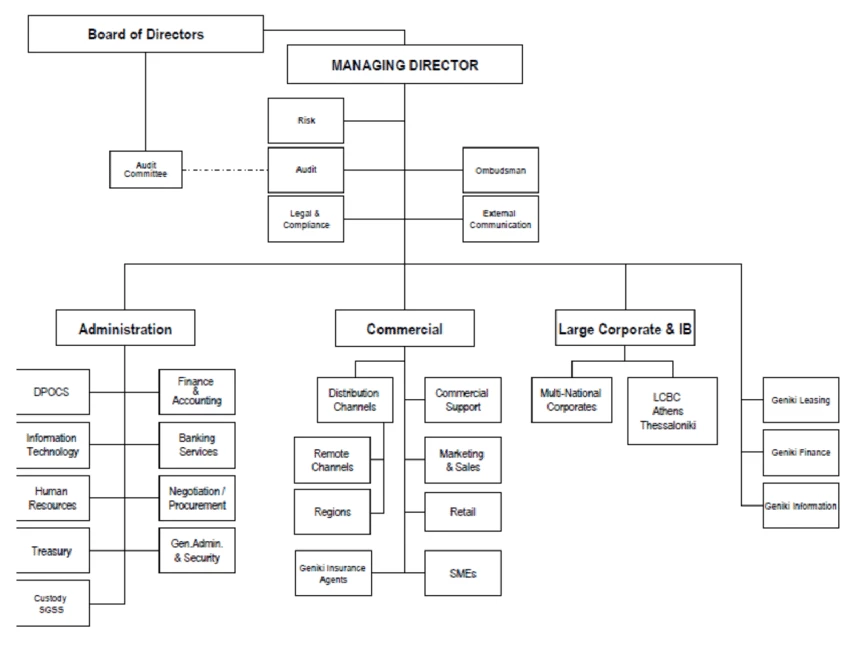 Board of Directors
MANAGING DIRECTOR
Risk
Audit
Committee
Audit
Ombudsman
Legal &
Compliance
External
Communication
Administration
Commercial
Large Corporate & IB
DPOCS
Finance
&
Accounting
Information
Technology
Banking
Services
Human
Resources
Negotiation /
Procurement
Treasury
Gen.Admin.
& Security
Custody
SGSS
Distribution
Channels
Commercial
Support
Remote
Channels
Marketing
& Sales
Regions
Retail
Geniki Insurance
Agents
SMEs
Multi-National
Corporates
LCBC
Athens
Thessaloniki
Geniki Leasing
Geniki Finance
Geniki Information